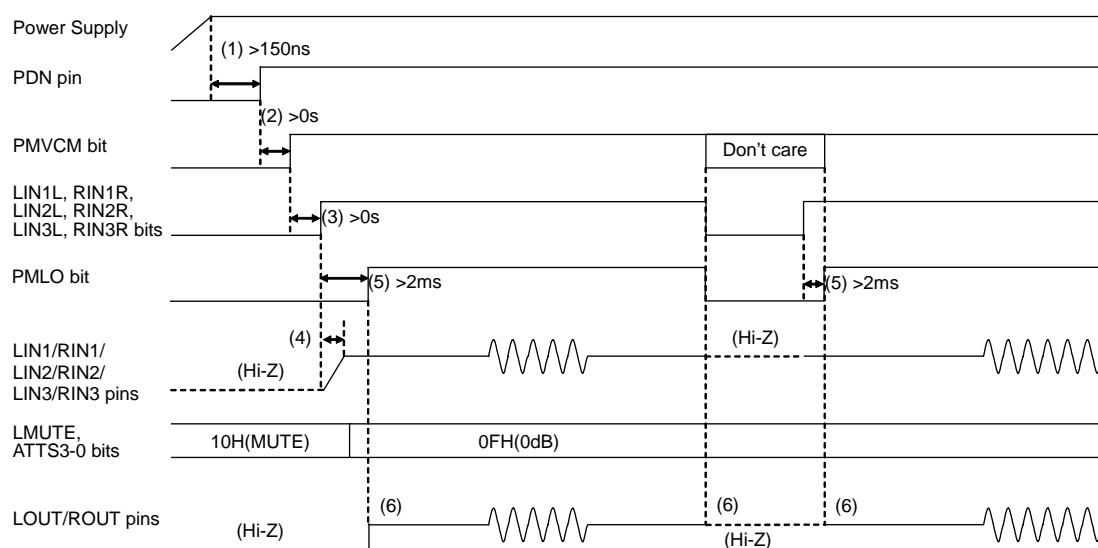 Power Supply
(1) >150ns
PDN pin
(2) >0s
PMVCM bit
Don't care
LIN1L, RIN1R,
LIN2L, RIN2R,
LIN3L, RIN3R bits
(3) >0s
PMLO bit
(5) >2ms
(5) >2ms
(4)
LIN1/RIN1/
LIN2/RIN2/
LIN3/RIN3 pins
(Hi-Z)
(Hi-Z)
LMUTE,
ATTS3-0 bits
10H(MUTE)
0FH(0dB)
LOUT/ROUT pins
(Hi-Z)
(6)
(6)
(6)
(Hi-Z)